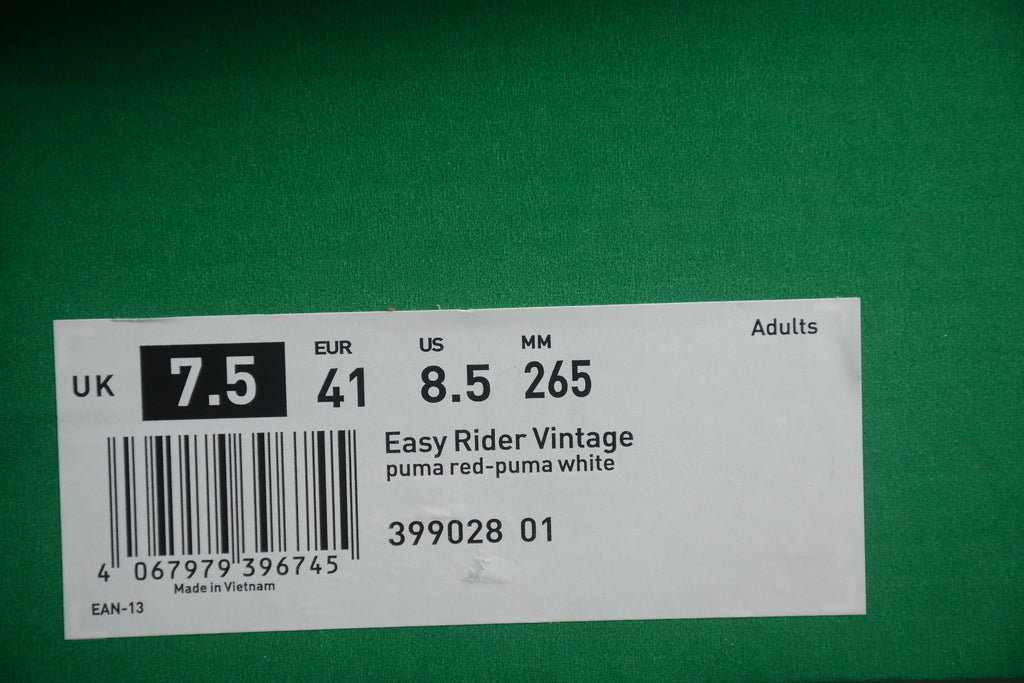 Adults
EUR US MM
UK 7.5 41 8.5 265
Easy Rider Vintage
puma red-puma white
399028 01
4 067979 396745
Made in Vietnam
EAN-13